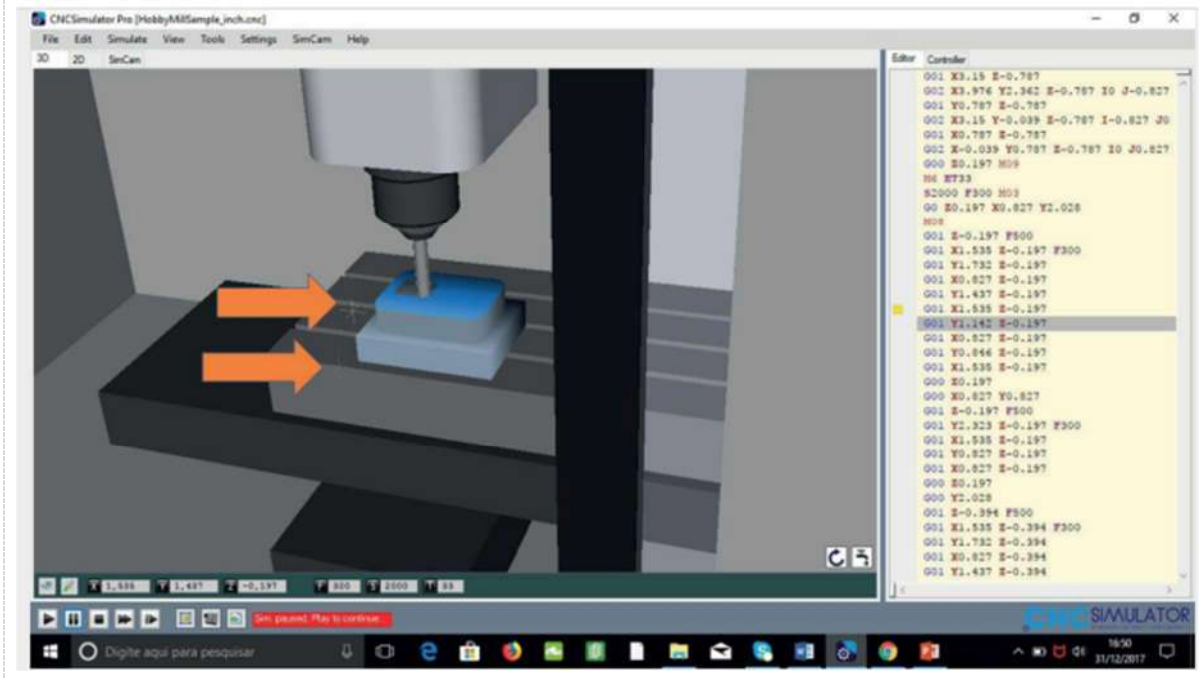 CNCSimulator Pro [HobbyMillSample_inch.cnc]
File Edit Simulate View Tools Settings SimCam Help
3D 2D SimCam
Editor Controller
G01 X3.15 Z-0.787
G02 X3.976 Y2.362 Z-0.787 I0 J-0.827
G01 Y0.787 Z-0.787
G02 X3.15 Y-0.039 Z-0.787 I-0.827 J0
G01 X0.787 Z-0.787
G02 X-0.039 Y0.787 Z-0.787 I0 J0.827
G00 Z0.197 M09
M6 ET33
S2000 F300 M03
G0 Z0.197 X0.827 Y2.028
M08
G01 Z-0.197 F500
G01 X1.535 Z-0.197 F300
G01 Y1.732 Z-0.197
G01 X0.827 Z-0.197
G01 Y1.437 Z-0.197
G01 X1.535 Z-0.197
G01 Y1.142 Z-0.197
G01 X0.827 Z-0.197
G01 Y0.846 Z-0.197
G01 X1.535 Z-0.197
G00 Z0.197
G00 X0.827 Y0.827
G01 Z-0.197 F500
G01 Y2.323 Z-0.197 F300
G01 X1.535 Z-0.197
G01 Y0.827 Z-0.197
G01 X0.827 Z-0.197
G00 Z0.197
G00 Y2.028
G01 Z-0.394 F500
G01 X1.535 Z-0.394 F300
G01 Y1.732 Z-0.394
G01 X0.827 Z-0.394
G01 Y1.437 Z-0.394
X 1,535 Y 1,437 Z -0,197 F 300 S 2000 T 33
Sim. paused. Play to continue...
CNC SIMULATOR
Digite aqui para pesquisar
16:50
31/12/2017